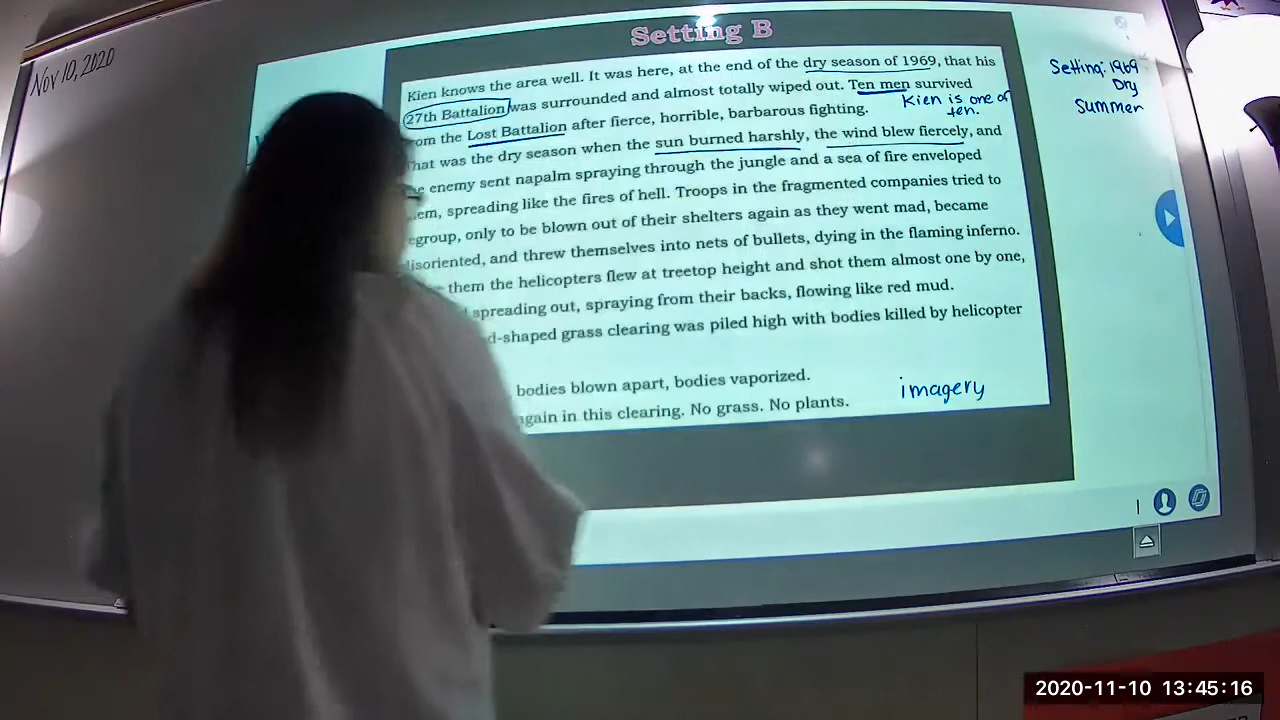 Nov 10, 2020
Setting B
Kien knows the area well. It was here, at the end of the dry season of 1969, that his
27th Battalion was surrounded and almost totally wiped out. Ten men survived
om the Lost Battalion after fierce, horrible, barbarous fighting.
Kien is one of
ten.
hat was the dry season when the sun burned harshly, the wind blew fiercely, and
e enemy sent napalm spraying through the jungle and a sea of fire enveloped
em, spreading like the fires of hell. Troops in the fragmented companies tried to
egroup, only to be blown out of their shelters again as they went mad, became
isoriented, and threw themselves into nets of bullets, dying in the flaming inferno.
them the helicopters flew at treetop height and shot them almost one by one,
spreading out, spraying from their backs, flowing like red mud.
d-shaped grass clearing was piled high with bodies killed by helicopter
bodies blown apart, bodies vaporized.
gain in this clearing. No grass. No plants.
imagery
Setting: 1969
Dry
Summer
2020-11-10 13:45:16